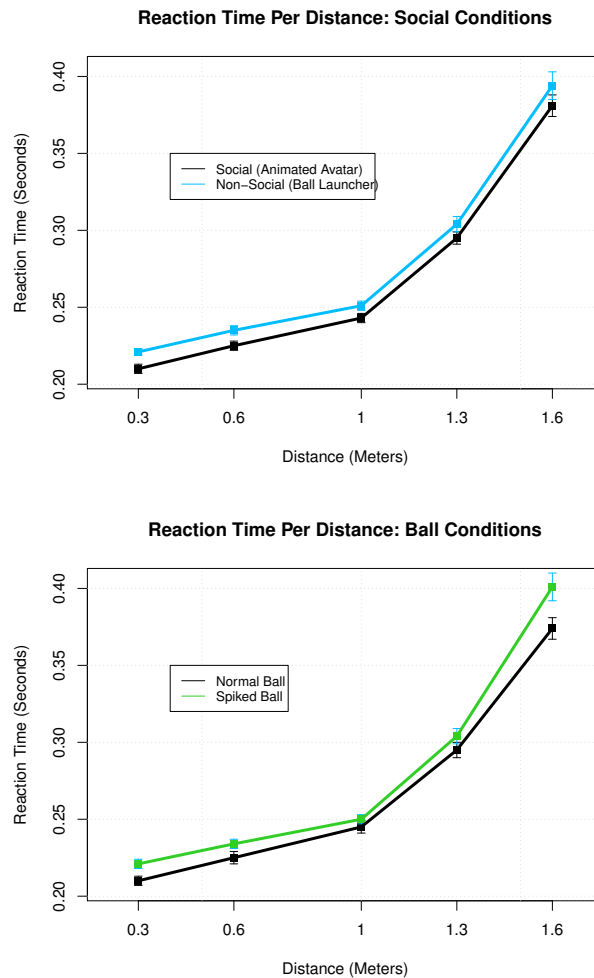 Reaction Time Per Distance: Social Conditions
Reaction Time (Seconds)
0.40
0.35
0.30
0.25
0.20
Social (Animated Avatar)
Non−Social (Ball Launcher)
0.3 0.6 1 1.3 1.6
Distance (Meters)
Reaction Time Per Distance: Ball Conditions
Reaction Time (Seconds)
0.40
0.35
0.30
0.25
0.20
Normal Ball
Spiked Ball
0.3 0.6 1 1.3 1.6
Distance (Meters)